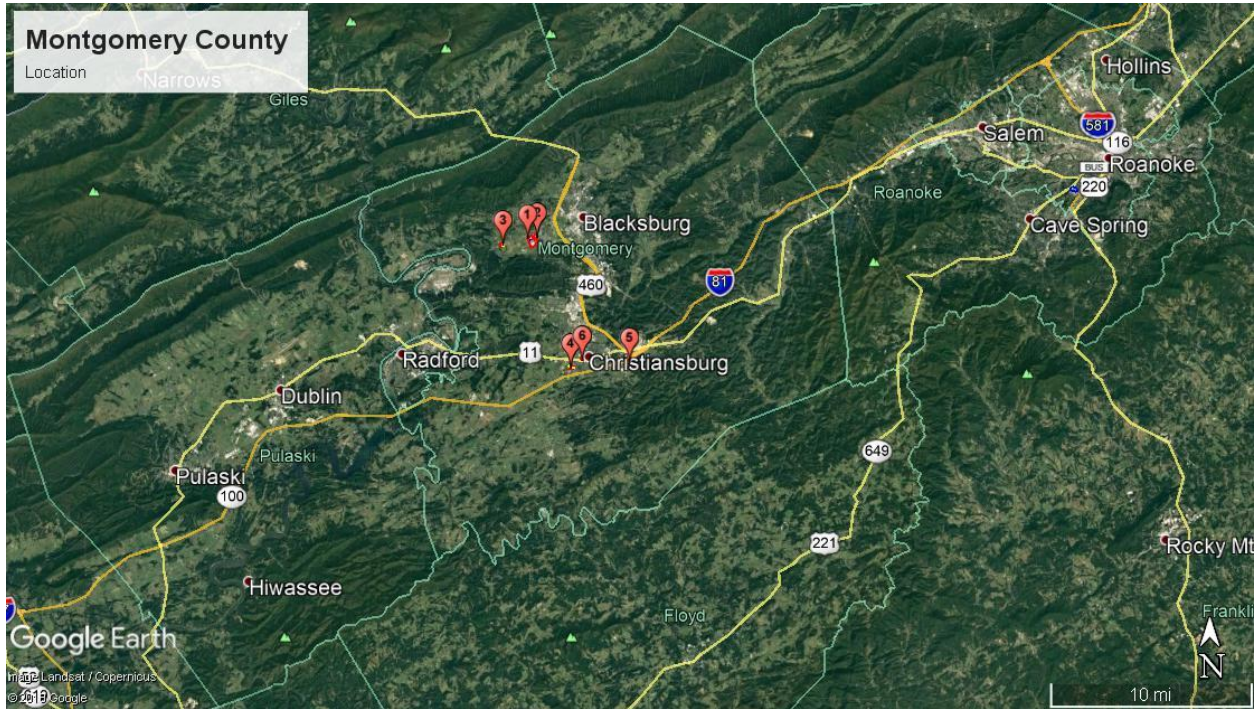 Montgomery County
Location
Narrows
Giles
Hollins
Salem
581
116
Roanoke
BUS
220
Roanoke
Cave Spring
3
1
2
Blacksburg
Montgomery
460
81
4
6
5
11
Christiansburg
Radford
Dublin
Pulaski
Pulaski
100
649
221
Hiwassee
Rocky Mt
Floyd
Frankli
Google Earth
Image Landsat / Copernicus
Google
N
10 mi